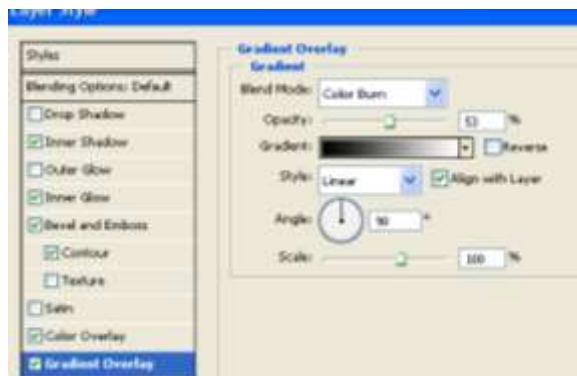 Layer Style
Styles
Blending Options: Default
Drop Shadow
Inner Shadow
Outer Glow
Inner Glow
Bevel and Emboss
Contour
Texture
Satin
Color Overlay
Gradient Overlay
Gradient Overlay
Gradient
Blend Mode: Color Burn
Opacity: 53 %
Gradient: Reverse
Style: Linear Align with Layer
Angle: 90 °
Scale: 100 %